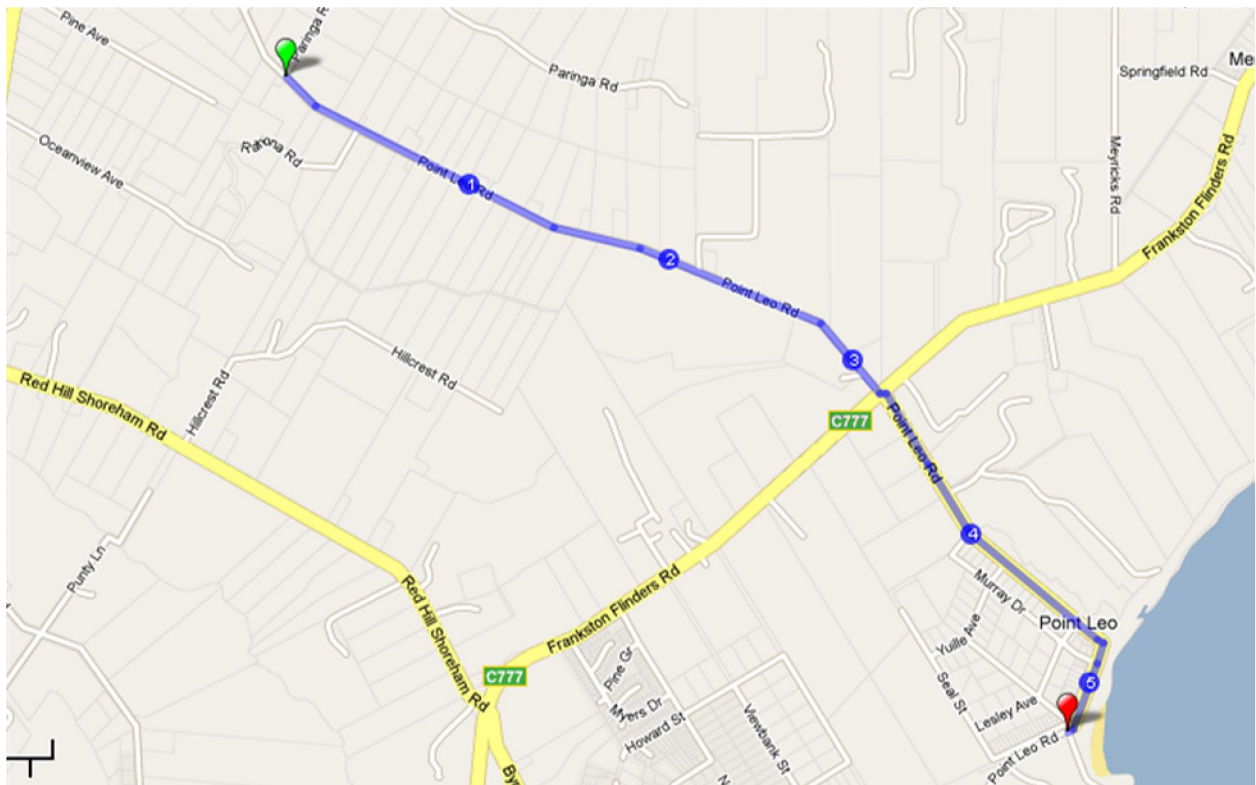 Pine Ave
Paringa R
Paringa Rd
Me
Springfield Rd
Oceanview Ave
Rd
Meyricks Rd
Frankston Flinders Rd
Point Leo Rd
1
2
Point Leo Rd
3
Hillcrest Rd
Hillcrest Rd
Red Hill Shoreham Rd
C777
Point Leo Rd
4
Punty Ln
Red Hill Shoreham Rd
Frankston Flinders Rd
Murray Dr
Point Leo
Yuille Ave
Pine Gr
C777
Seal St
5
Myers Dr
Lesley Ave
Howard St
Viewbank St
Point Leo Rd
By
N